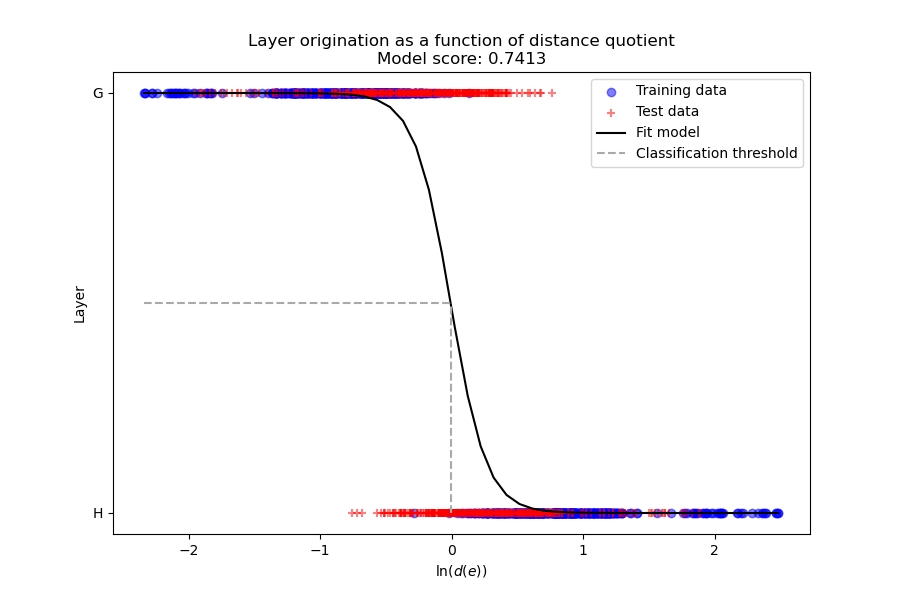 Layer origination as a function of distance quotient
Model score: 0.7413
G
H
Layer
Training data
Test data
Fit model
Classification threshold
−2
−1
0
1
2
ln(d(e))